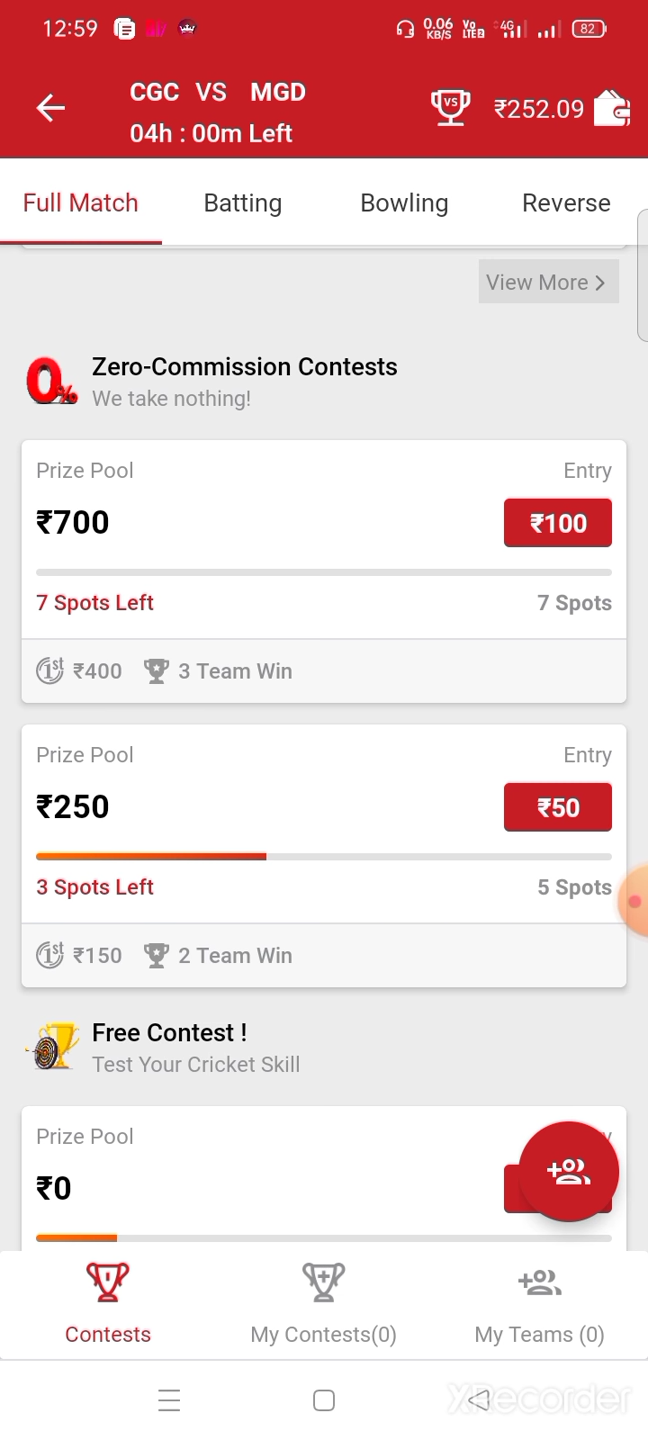 12:59 0.06 KB/S Vo LTE2 4G 82
CGC VS MGD
04h : 00m Left
VS ₹252.09
Full Match Batting Bowling Reverse
View More >
0% Zero-Commission Contests
We take nothing!
Prize Pool Entry
₹700 ₹100
7 Spots Left 7 Spots
1st ₹400 3 Team Win
Prize Pool Entry
₹250 ₹50
3 Spots Left 5 Spots
1st ₹150 2 Team Win
Free Contest !
Test Your Cricket Skill
Prize Pool
₹0
Contests My Contests(0) My Teams (0)
XRecorder